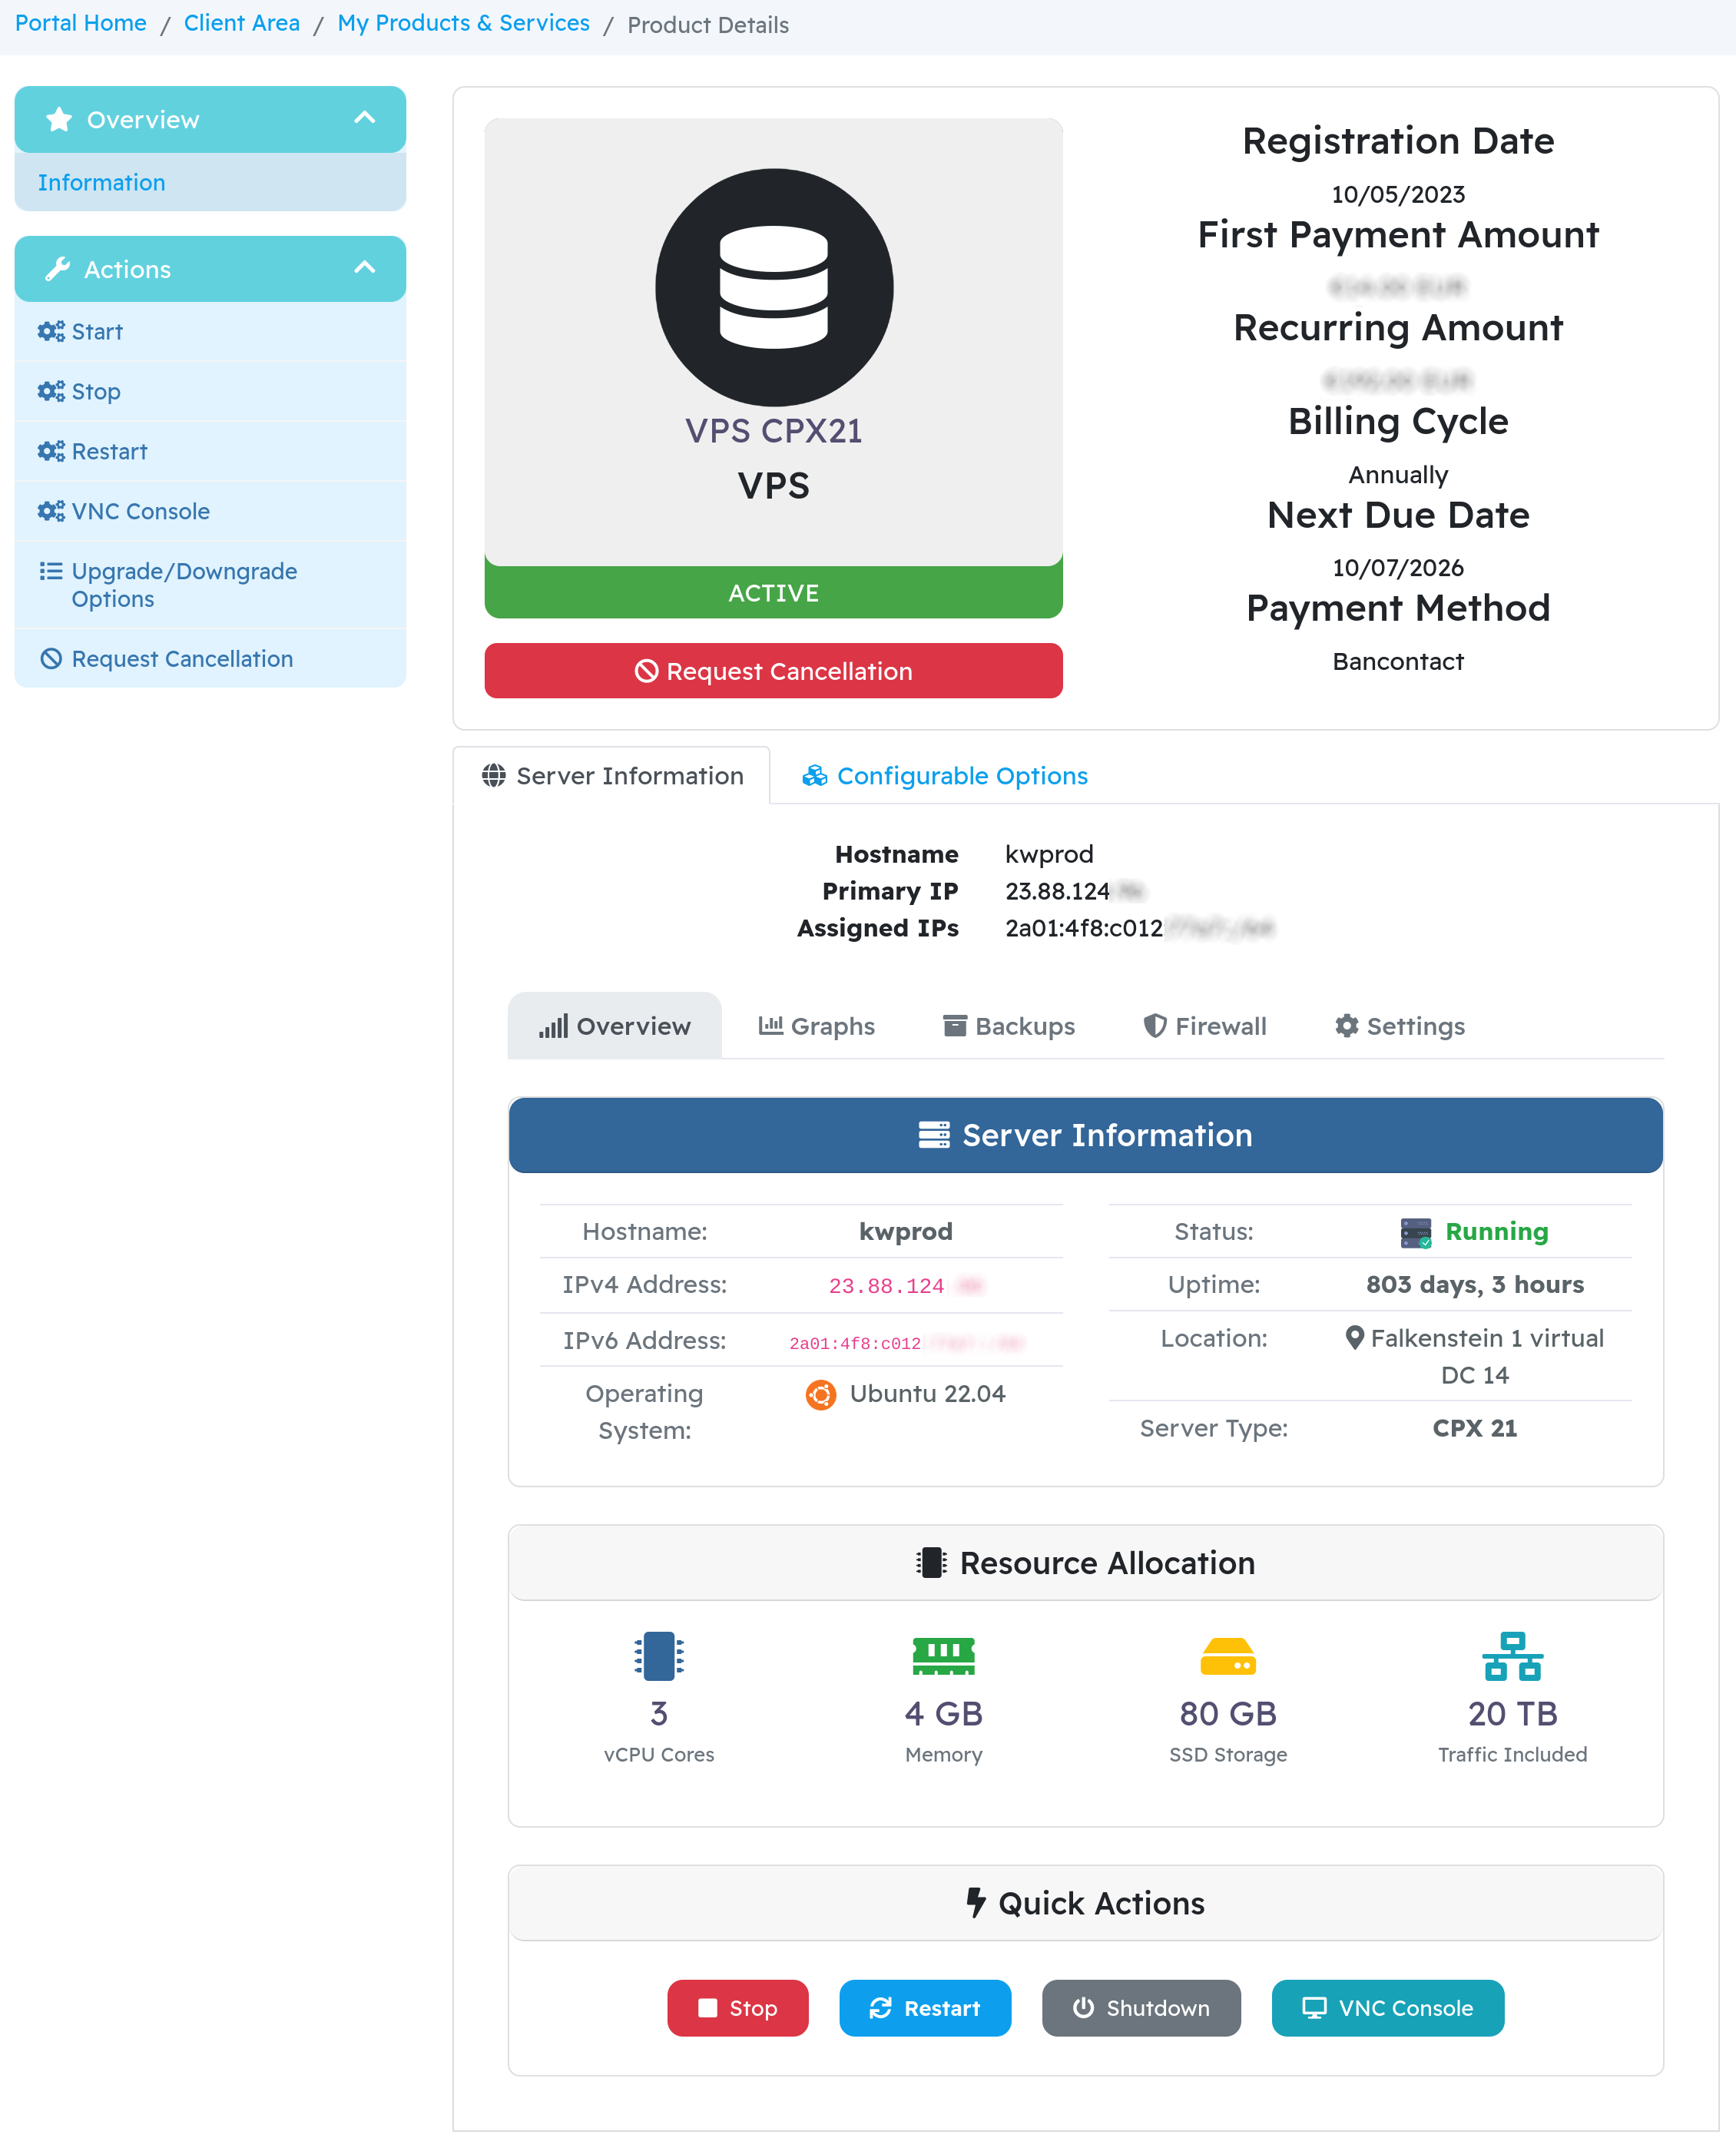 Portal Home / Client Area / My Products & Services / Product Details
Overview
Information
Actions
Start
Stop
Restart
VNC Console
Upgrade/Downgrade
Options
Request Cancellation
VPS CPX21
VPS
ACTIVE
Request Cancellation
Registration Date
10/05/2023
First Payment Amount
Recurring Amount
Billing Cycle
Annually
Next Due Date
10/07/2026
Payment Method
Bancontact
Server Information
Configurable Options
Hostname kwprod
Primary IP 23.88.124
Assigned IPs 2a01:4f8:c012
Overview Graphs Backups Firewall Settings
Server Information
Hostname: kwprod
IPv4 Address: 23.88.124
IPv6 Address: 2a01:4f8:c012
Operating
System:
Ubuntu 22.04
Status: Running
Uptime: 803 days, 3 hours
Location: Falkenstein 1 virtual
DC 14
Server Type: CPX 21
Resource Allocation
3
vCPU Cores
4 GB
Memory
80 GB
SSD Storage
20 TB
Traffic Included
Quick Actions
Stop
Restart
Shutdown
VNC Console